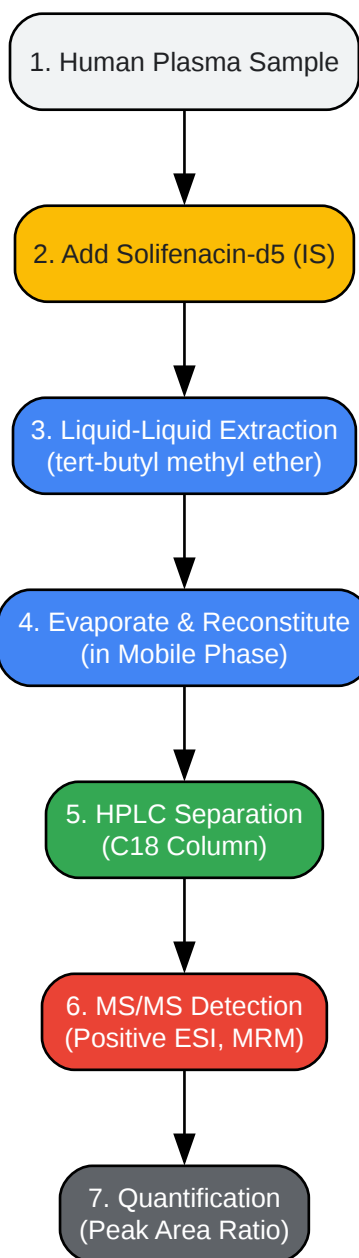 1. Human Plasma Sample
2. Add Solifenacin-d5 (IS)
3. Liquid-Liquid Extraction
(tert-butyl methyl ether)
4. Evaporate & Reconstitute
(in Mobile Phase)
5. HPLC Separation
(C18 Column)
6. MS/MS Detection
(Positive ESI, MRM)
7. Quantification
(Peak Area Ratio)